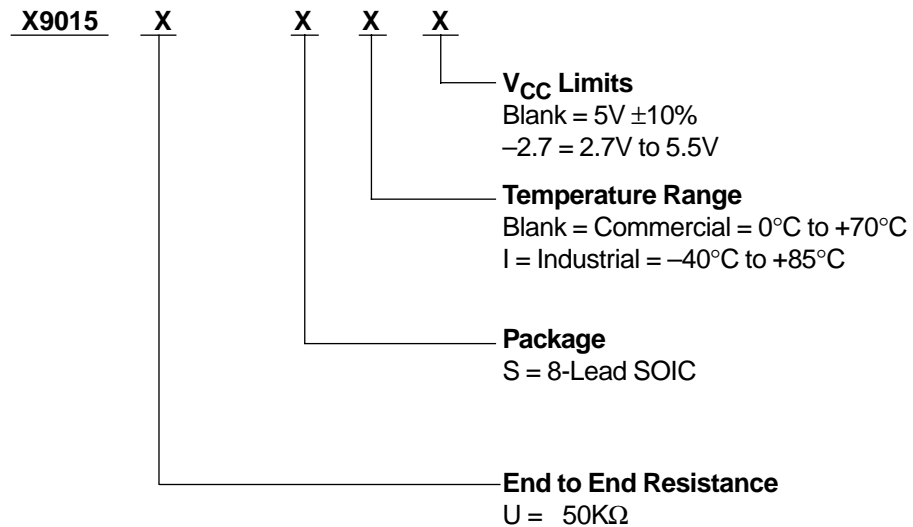 X9015 X X X X
V_CC Limits
Blank = 5V ±10%
–2.7 = 2.7V to 5.5V
Temperature Range
Blank = Commercial = 0°C to +70°C
I = Industrial = –40°C to +85°C
Package
S = 8-Lead SOIC
End to End Resistance
U = 50KΩ